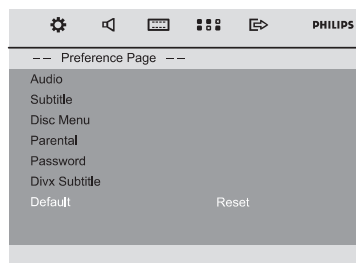 PHILIPS
-- Preference Page --
Audio
Subtitle
Disc Menu
Parental
Password
Divx Subtitle
Default Reset